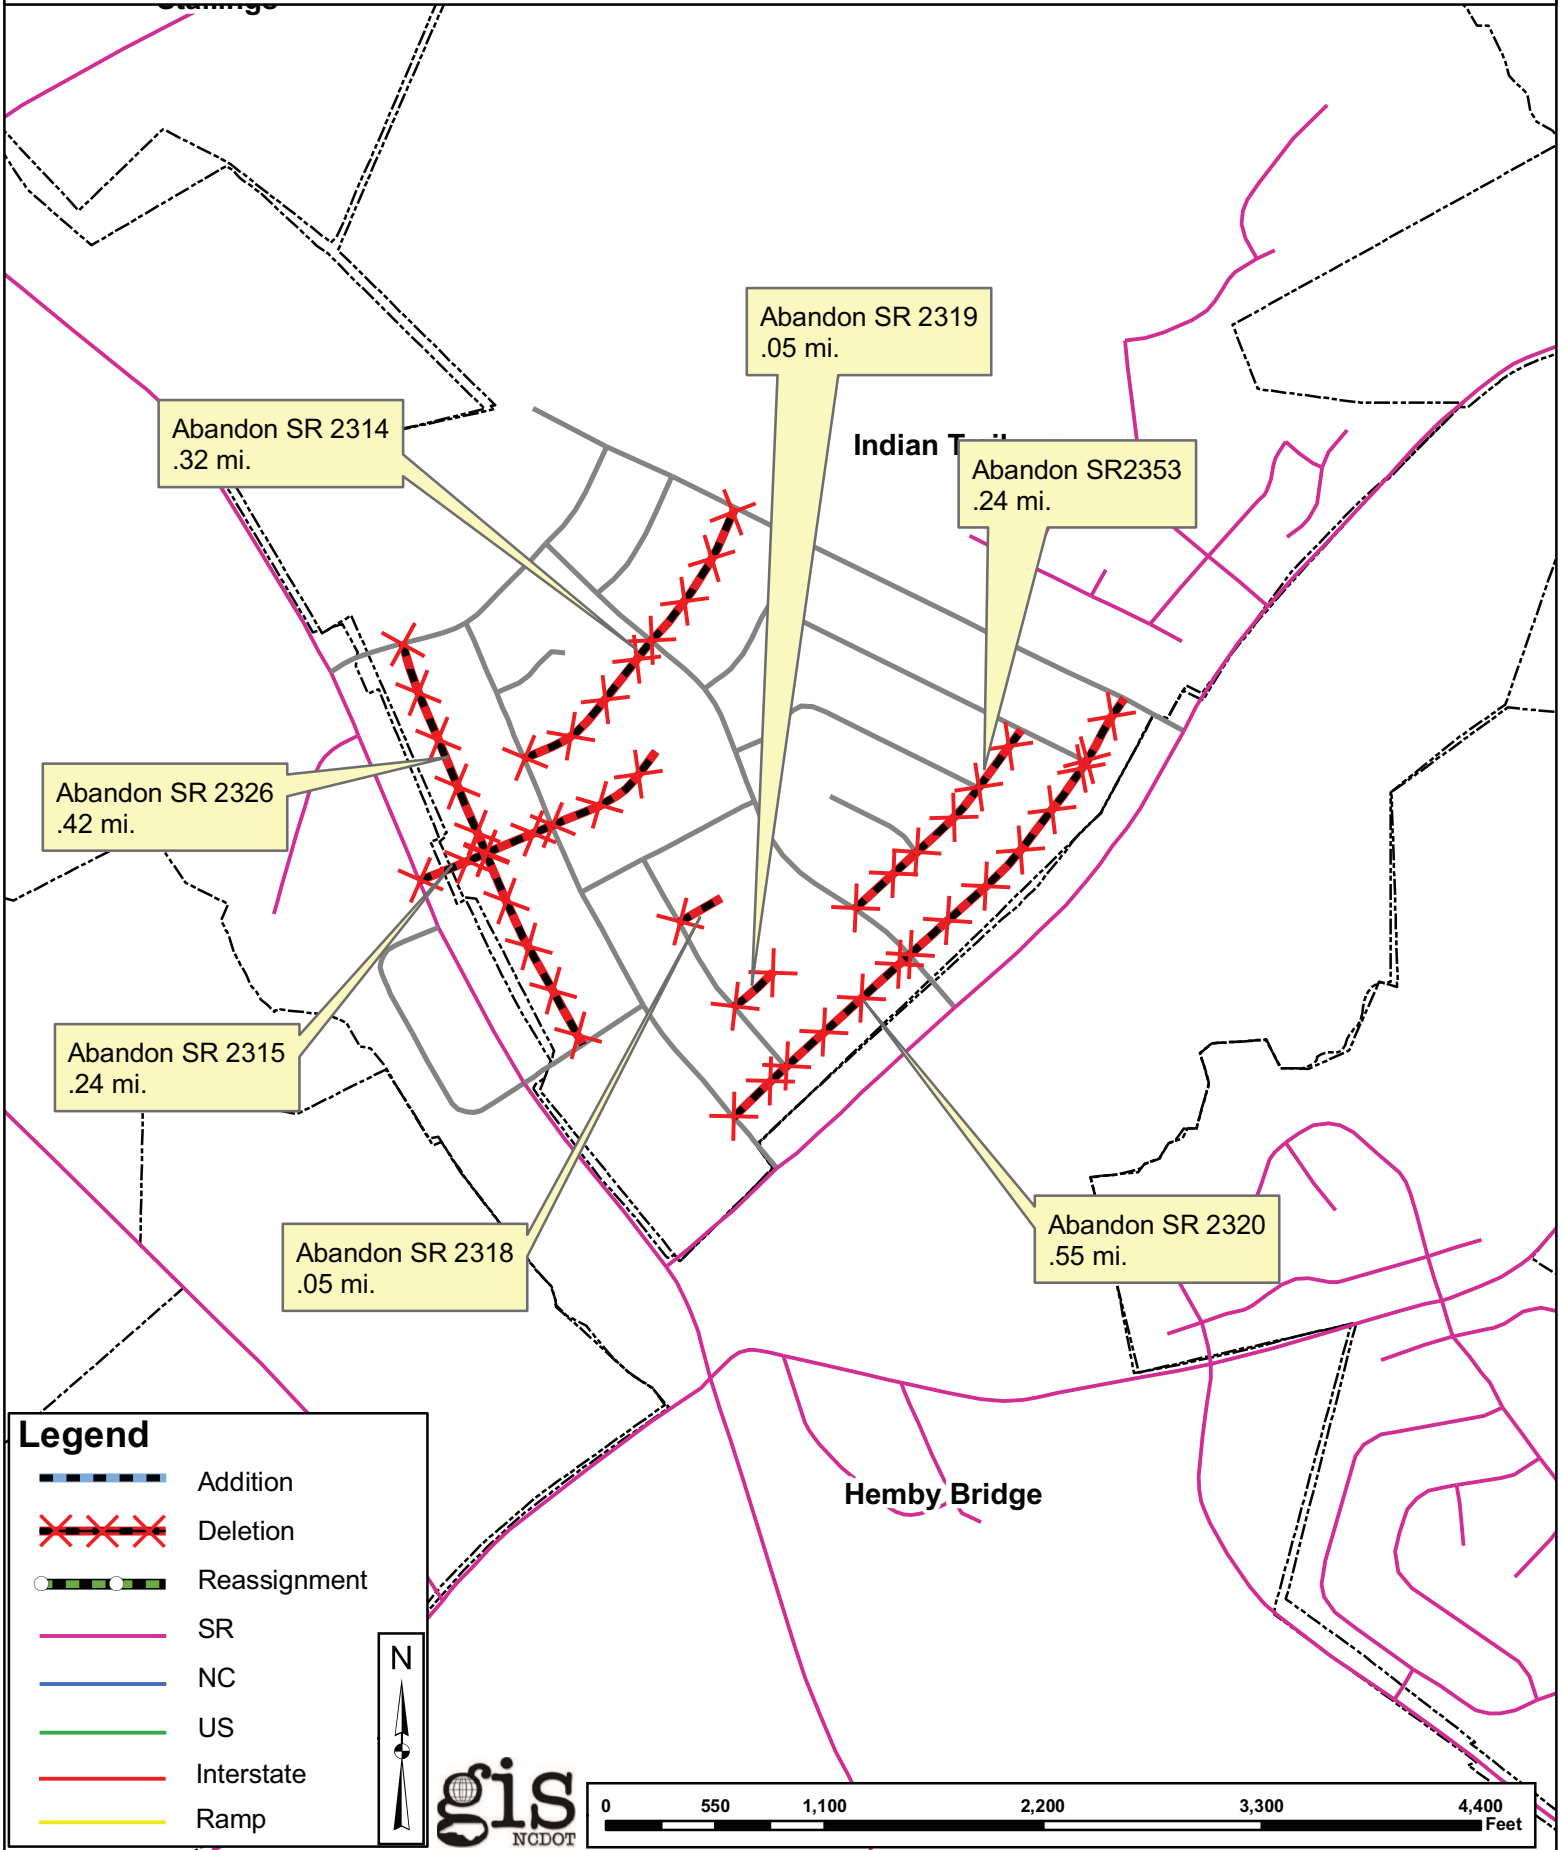 Stallings
Abandon SR 2319
.05 mi.
Abandon SR 2314
.32 mi.
Indian Trail
Abandon SR2353
.24 mi.
Abandon SR 2326
.42 mi.
Abandon SR 2315
.24 mi.
Abandon SR 2318
.05 mi.
Abandon SR 2320
.55 mi.
Hemby Bridge
Legend
Addition
Deletion
Reassignment
SR
NC
US
Interstate
Ramp
N
gis
NCDOT
0 550 1,100 2,200 3,300 4,400
Feet